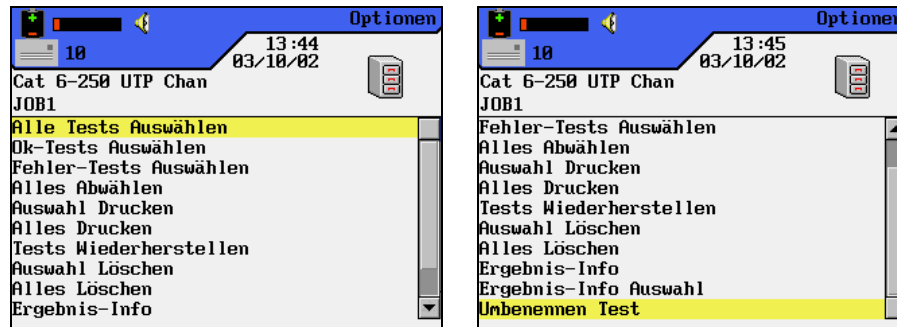 Optionen
10
13:44
03/10/02
Cat 6-250 UTP Chan
JOB1
Alle Tests Auswählen
Ok-Tests Auswählen
Fehler-Tests Auswählen
Alles Abwählen
Auswahl Drucken
Alles Drucken
Tests Wiederherstellen
Auswahl Löschen
Alles Löschen
Ergebnis-Info
Optionen
10
13:45
03/10/02
Cat 6-250 UTP Chan
JOB1
Fehler-Tests Auswählen
Alles Abwählen
Auswahl Drucken
Alles Drucken
Tests Wiederherstellen
Auswahl Löschen
Alles Löschen
Ergebnis-Info
Ergebnis-Info Auswahl
Umbenennen Test